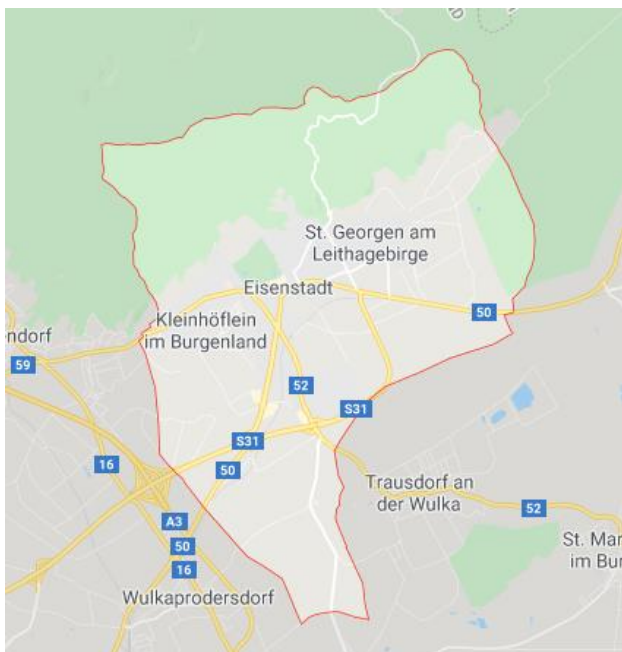 St. Georgen am
Leithagebirge
Eisenstadt
50
Kleinhöflein
im Burgenland
endorf
59
52
S31
S31
16
50
Trausdorf an
der Wulka
52
A3
50
St. Mar
im Bur
16
Wulkaprodersdorf